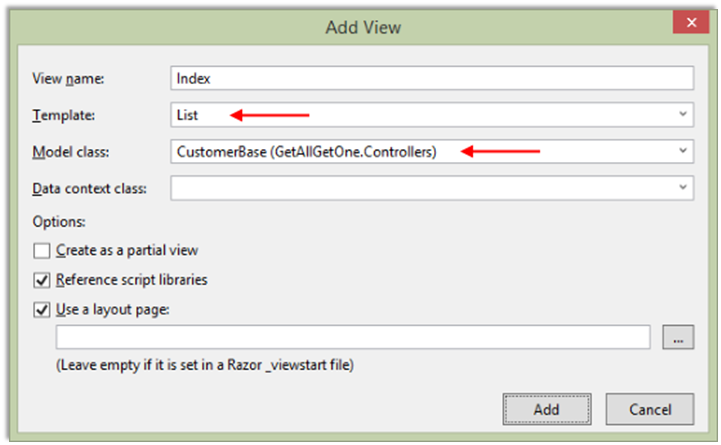 Add View
View name: Index
Template: List
Model class: CustomerBase (GetAllGetOne.Controllers)
Data context class:
Options:
Create as a partial view
Reference script libraries
Use a layout page:
...
(Leave empty if it is set in a Razor _viewstart file)
Add Cancel